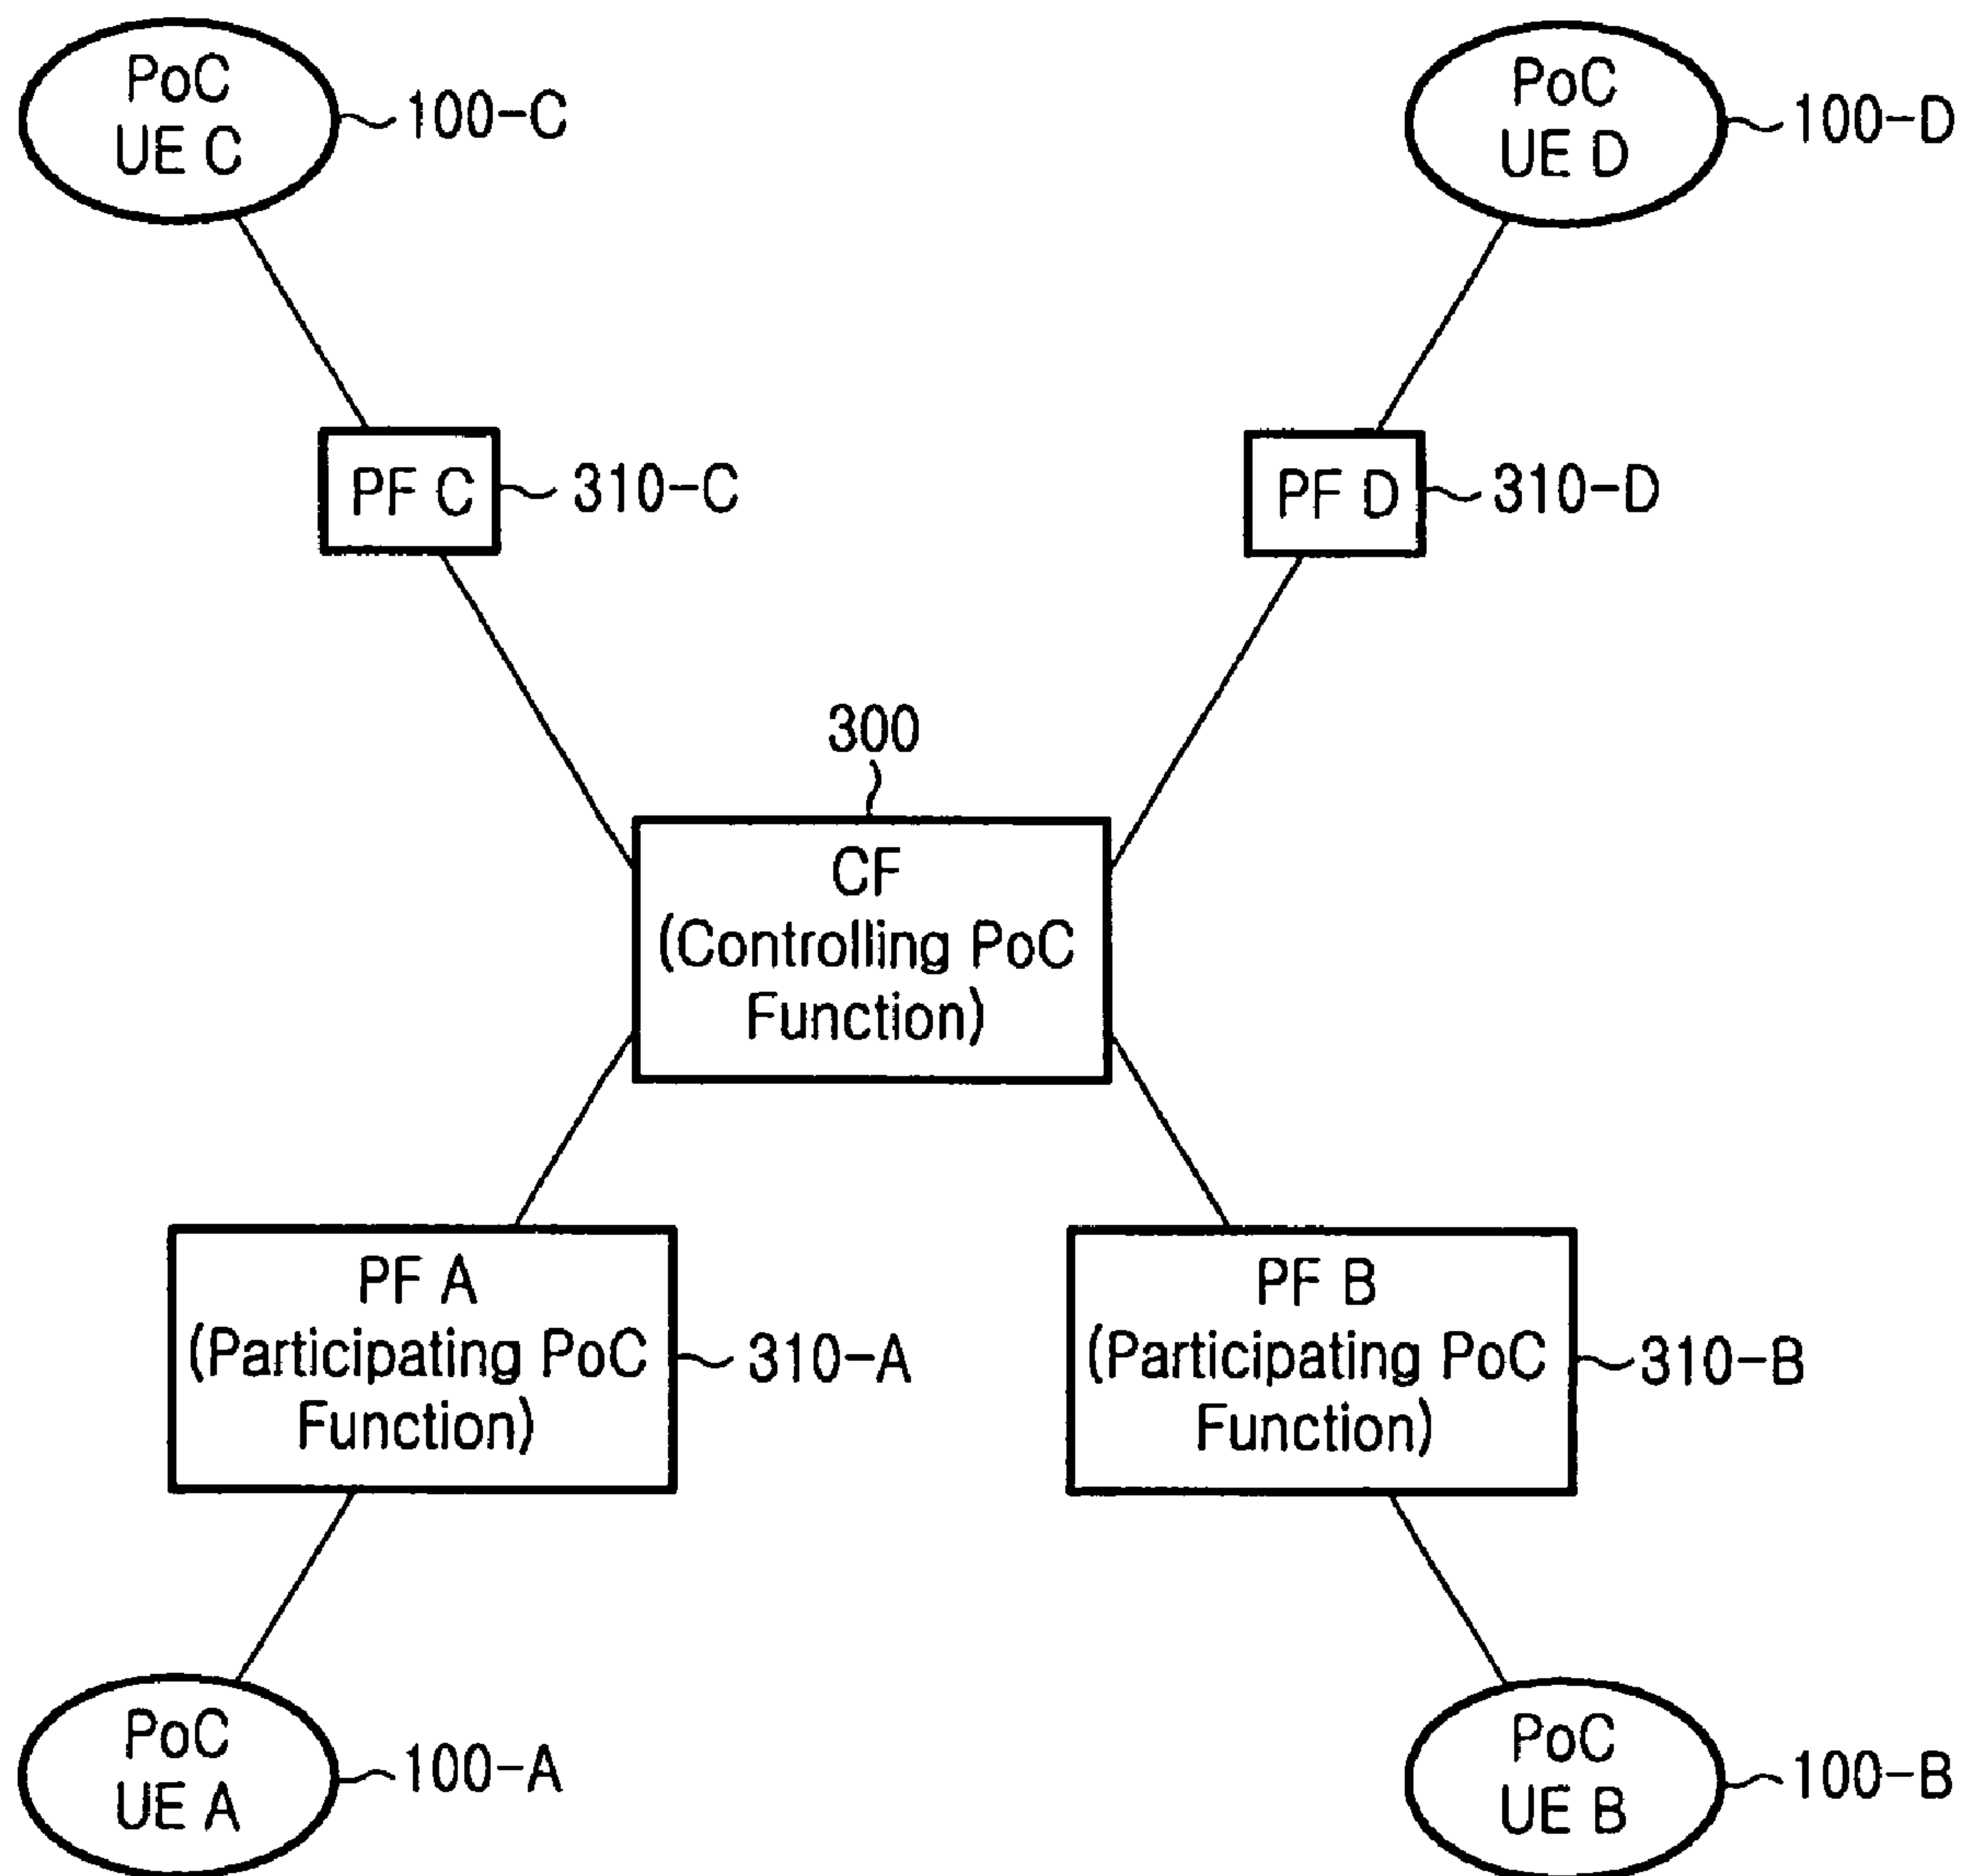 PoC
UE C
100-C
PoC
UE D
100-D
PF C
310-C
PF D
310-D
300
CF
(Controlling PoC
Function)
PF A
(Participating PoC
Function)
310-A
PF B
(Participating PoC
Function)
310-B
PoC
UE A
100-A
PoC
UE B
100-B